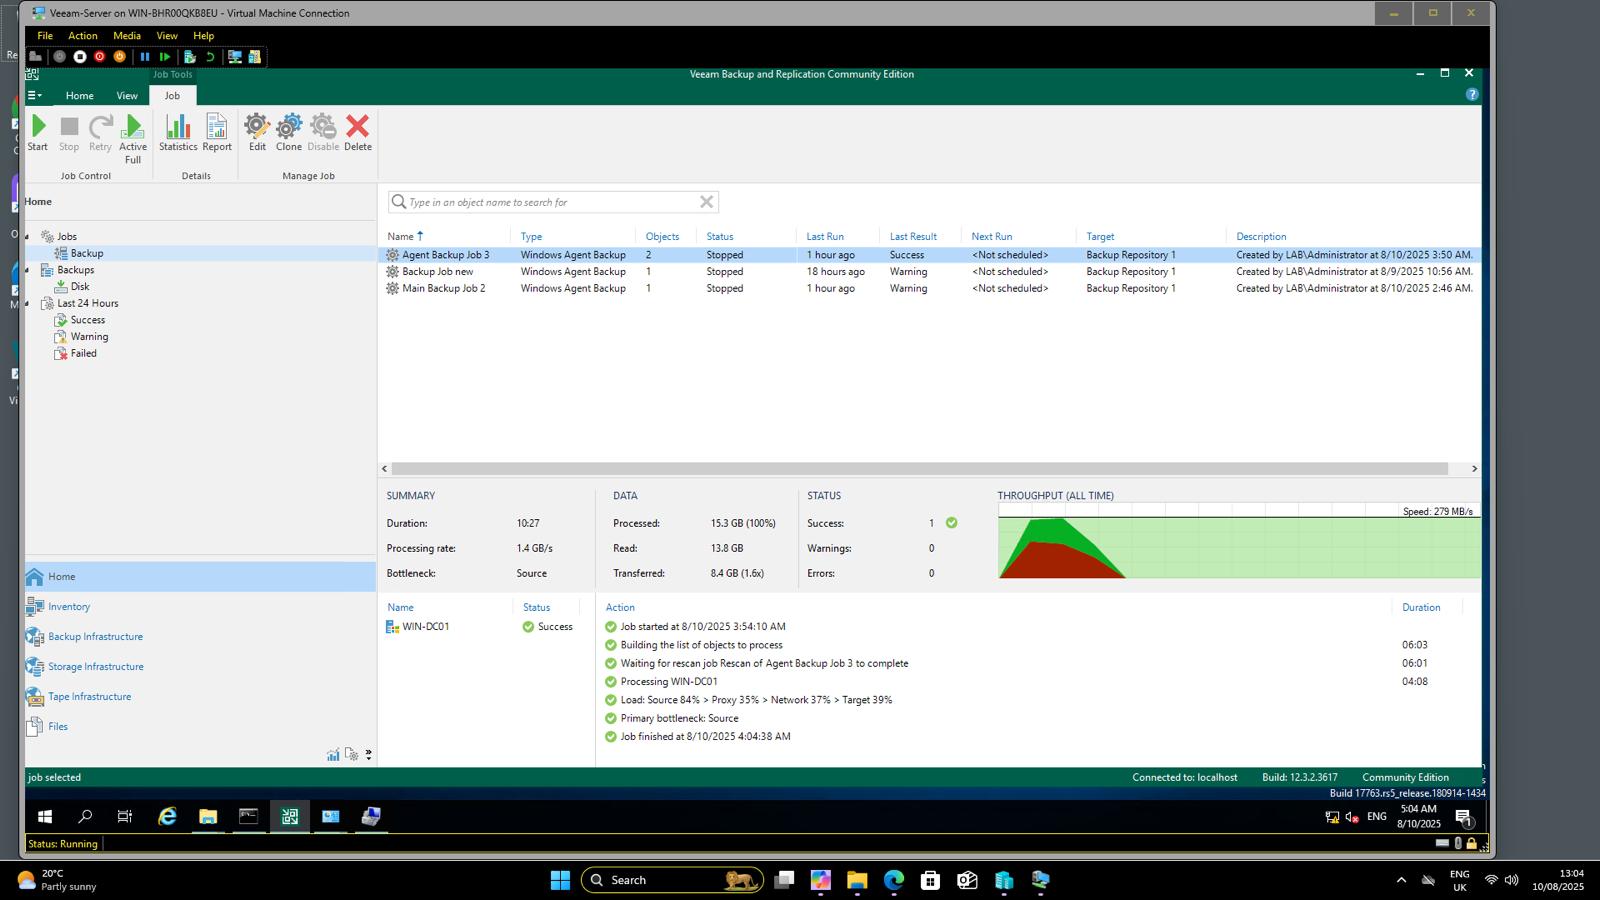 Veeam-Server on WIN-BHR00QKB8EU - Virtual Machine Connection
File Action Media View Help
Job Tools
Veeam Backup and Replication Community Edition
Home View Job
Start Stop Retry Active Full Statistics Report Edit Clone Disable Delete
Job Control Details Manage Job
Home
Type in an object name to search for
Jobs
Backup
Backups
Disk
Last 24 Hours
Success
Warning
Failed
Name Type Objects Status Last Run Last Result Next Run Target Description
Agent Backup Job 3 Windows Agent Backup 2 Stopped 1 hour ago Success <Not scheduled> Backup Repository 1 Created by LAB\Administrator at 8/10/2025 3:50 AM.
Backup Job new Windows Agent Backup 1 Stopped 18 hours ago Warning <Not scheduled> Backup Repository 1 Created by LAB\Administrator at 8/9/2025 10:56 AM.
Main Backup Job 2 Windows Agent Backup 1 Stopped 1 hour ago Warning <Not scheduled> Backup Repository 1 Created by LAB\Administrator at 8/10/2025 2:46 AM.
SUMMARY DATA STATUS THROUGHPUT (ALL TIME)
Speed: 279 MB/s
Duration: 10:27 Processed: 15.3 GB (100%) Success: 1
Processing rate: 1.4 GB/s Read: 13.8 GB Warnings: 0
Bottleneck: Source Transferred: 8.4 GB (1.6x) Errors: 0
Home
Inventory
Backup Infrastructure
Storage Infrastructure
Tape Infrastructure
Files
Name Status Action Duration
WIN-DC01 Success Job started at 8/10/2025 3:54:10 AM
Building the list of objects to process 06:03
Waiting for rescan job Rescan of Agent Backup Job 3 to complete 06:01
Processing WIN-DC01 04:08
Load: Source 84% > Proxy 35% > Network 37% > Target 39%
Primary bottleneck: Source
Job finished at 8/10/2025 4:04:38 AM
job selected Connected to: localhost Build: 12.3.2.3617 Community Edition
Build 17763.rs5_release.180914-1434
ENG 5:04 AM 8/10/2025 1
Status: Running
20°C
Partly sunny
Search
ENG UK
13:04
10/08/2025